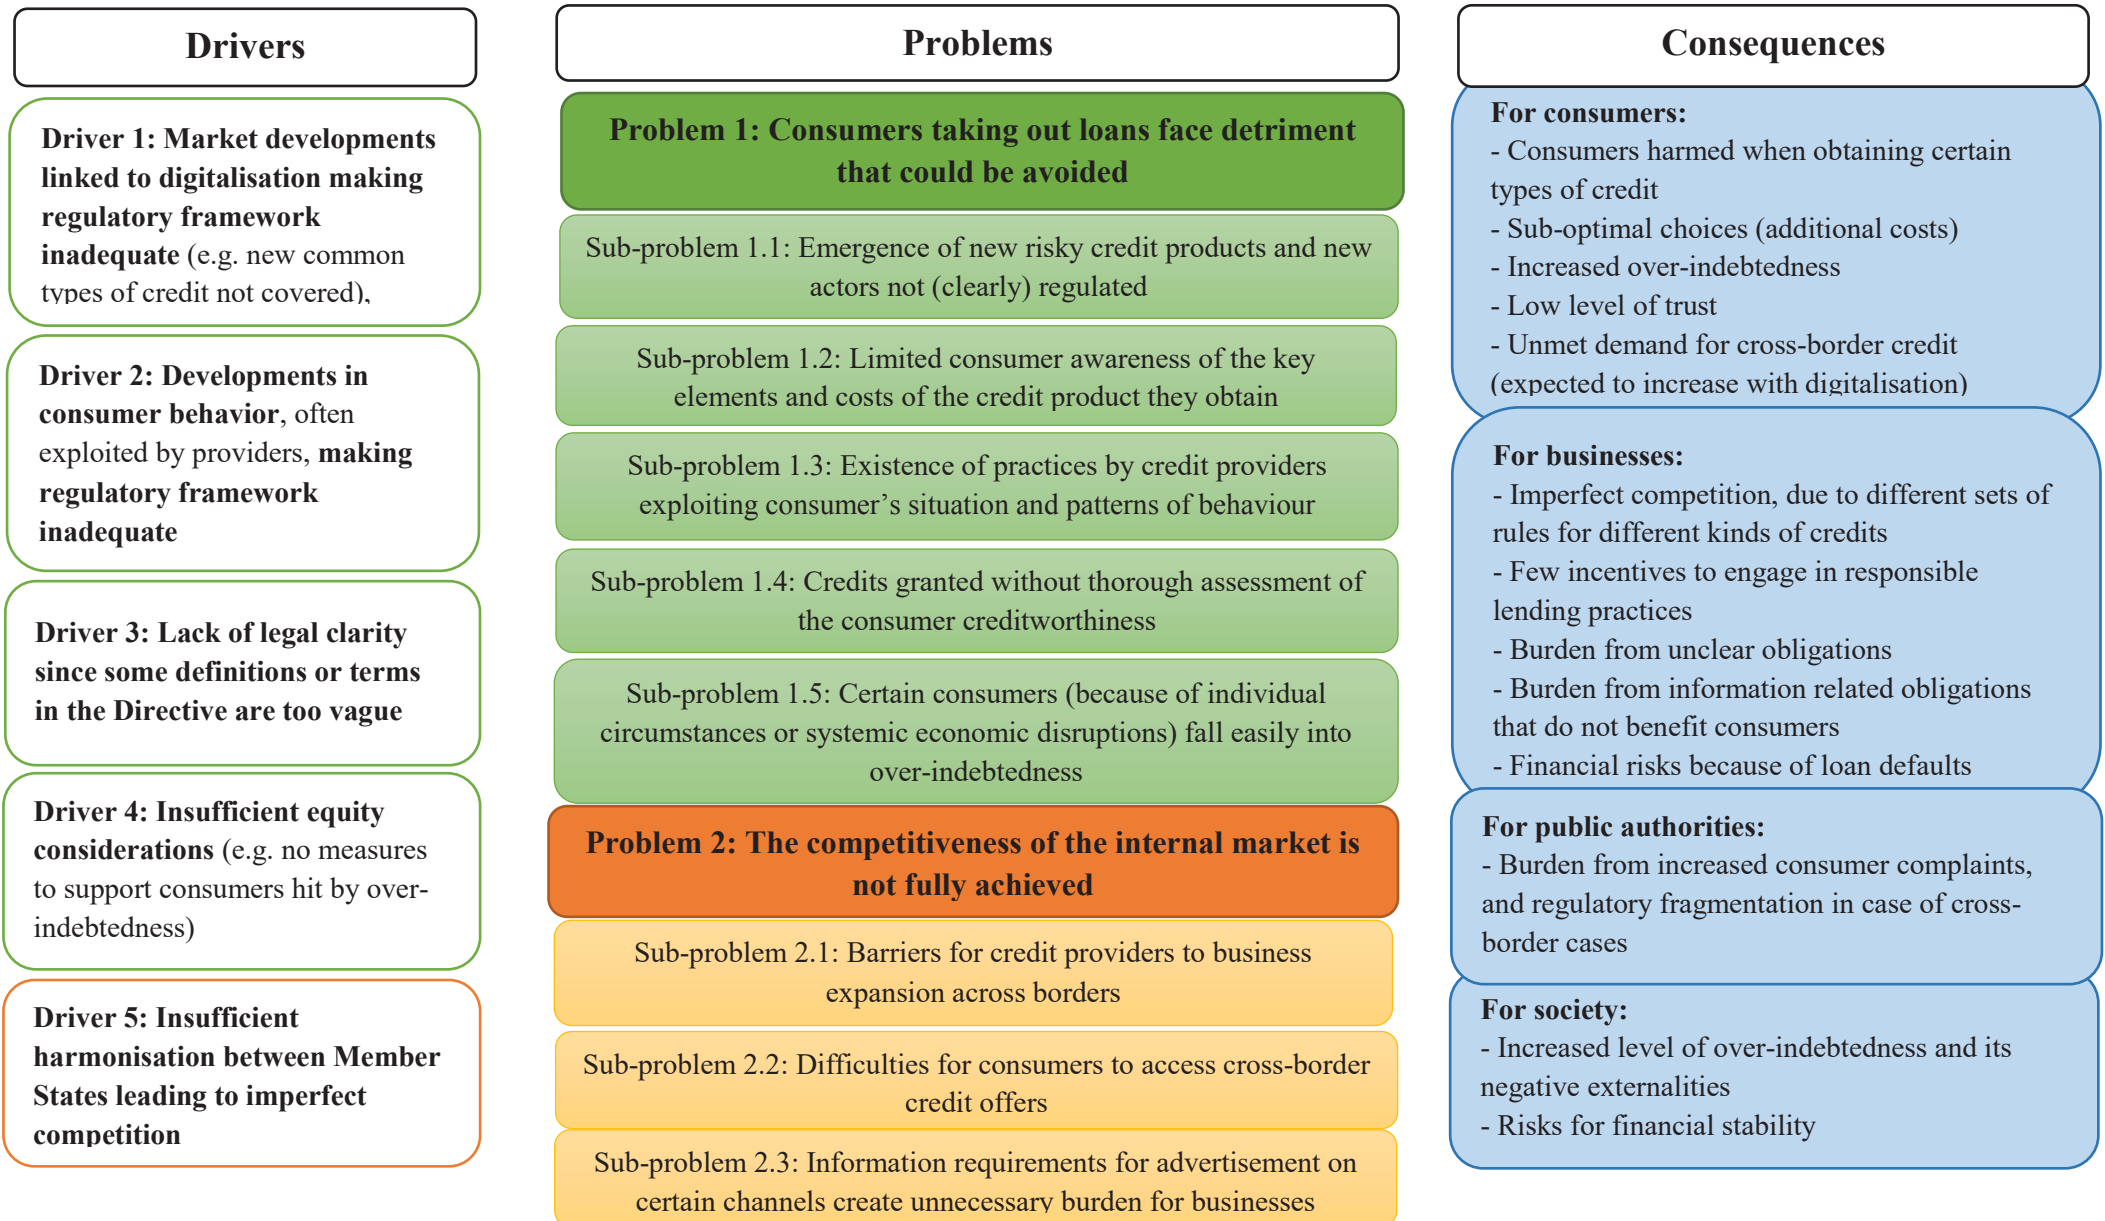 Drivers
Driver 1: Market developments
linked to digitalisation making
regulatory framework
inadequate (e.g. new common
types of credit not covered),
Driver 2: Developments in
consumer behavior, often
exploited by providers, making
regulatory framework
inadequate
Driver 3: Lack of legal clarity
since some definitions or terms
in the Directive are too vague
Driver 4: Insufficient equity
considerations (e.g. no measures
to support consumers hit by over-
indebtedness)
Driver 5: Insufficient
harmonisation between Member
States leading to imperfect
competition
Problems
Problem 1: Consumers taking out loans face detriment
that could be avoided
Sub-problem 1.1: Emergence of new risky credit products and new
actors not (clearly) regulated
Sub-problem 1.2: Limited consumer awareness of the key
elements and costs of the credit product they obtain
Sub-problem 1.3: Existence of practices by credit providers
exploiting consumer’s situation and patterns of behaviour
Sub-problem 1.4: Credits granted without thorough assessment of
the consumer creditworthiness
Sub-problem 1.5: Certain consumers (because of individual
circumstances or systemic economic disruptions) fall easily into
over-indebtedness
Problem 2: The competitiveness of the internal market is
not fully achieved
Sub-problem 2.1: Barriers for credit providers to business
expansion across borders
Sub-problem 2.2: Difficulties for consumers to access cross-border
credit offers
Sub-problem 2.3: Information requirements for advertisement on
certain channels create unnecessary burden for businesses
Consequences
For consumers:
- Consumers harmed when obtaining certain
types of credit
- Sub-optimal choices (additional costs)
- Increased over-indebtedness
- Low level of trust
- Unmet demand for cross-border credit
(expected to increase with digitalisation)
For businesses:
- Imperfect competition, due to different sets of
rules for different kinds of credits
- Few incentives to engage in responsible
lending practices
- Burden from unclear obligations
- Burden from information related obligations
that do not benefit consumers
- Financial risks because of loan defaults
For public authorities:
- Burden from increased consumer complaints,
and regulatory fragmentation in case of cross-
border cases
For society:
- Increased level of over-indebtedness and its
negative externalities
- Risks for financial stability